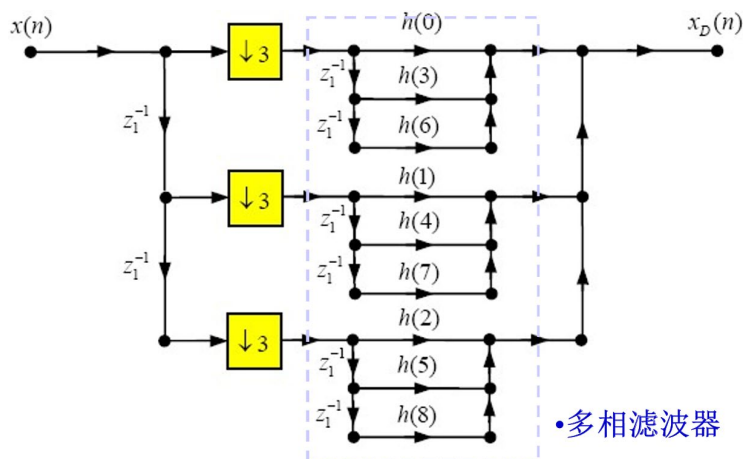 x(n) ↓3 h(0) x_D(n)
z_1^{-1} h(3)
z_1^{-1} z_1^{-1} h(6)
↓3 h(1)
z_1^{-1} h(4)
z_1^{-1} z_1^{-1} h(7)
↓3 h(2)
z_1^{-1} h(5)
z_1^{-1} h(8)
•多相滤波器